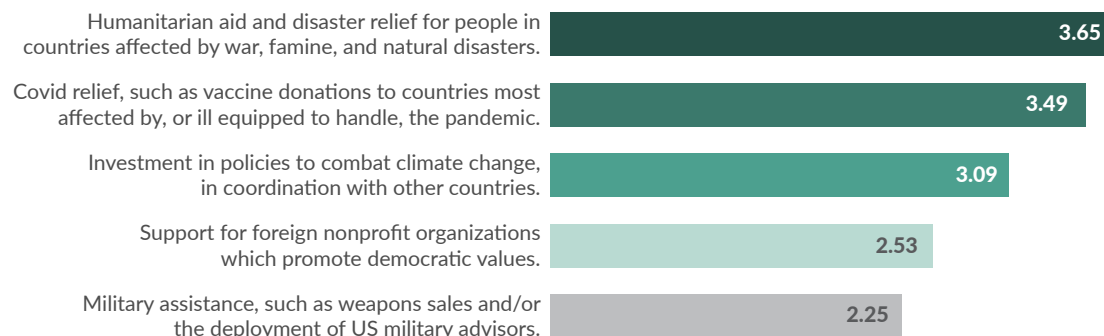 Humanitarian aid and disaster relief for people in
countries affected by war, famine, and natural disasters.
3.65
Covid relief, such as vaccine donations to countries most
affected by, or ill equipped to handle, the pandemic.
3.49
Investment in policies to combat climate change,
in coordination with other countries.
3.09
Support for foreign nonprofit organizations
which promote democratic values.
2.53
Military assistance, such as weapons sales and/or
the deployment of US military advisors.
2.25